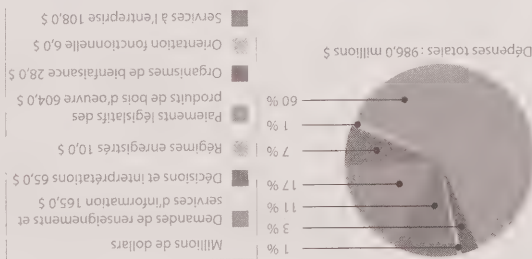 Dépenses totales : 986,0 millions $
1 %
3 %
11 %
17 %
7 %
1 %
60 %
Millions de dollars
Demandes de renseignements et
services d'information 165,0 $
Décisions et interprétations 65,0 $
Régimes enregistrés 10,0 $
Paiements législatifs des
produits de bois d'oeuvre 604,0 $
Organismes de bienfaisance 28,0 $
Orientation fonctionnelle 6,0 $
Services à l'entreprise 108,0 $